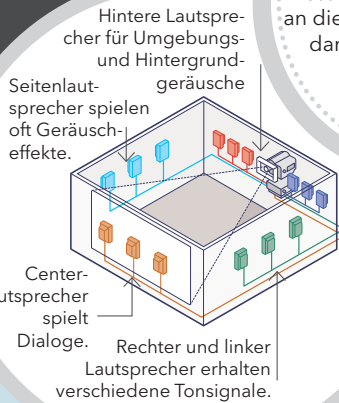 Hintere Lautspre-
cher für Umgebungs-
und Hintergrund-
geräusche
an die
dar
Seitenlaut-
sprecher spielen
oft Geräusch-
effekte.
Center-
utsprecher
spielt
Dialoge.
Rechter und linker
Lautsprecher erhalten
verschiedene Tonsignale.